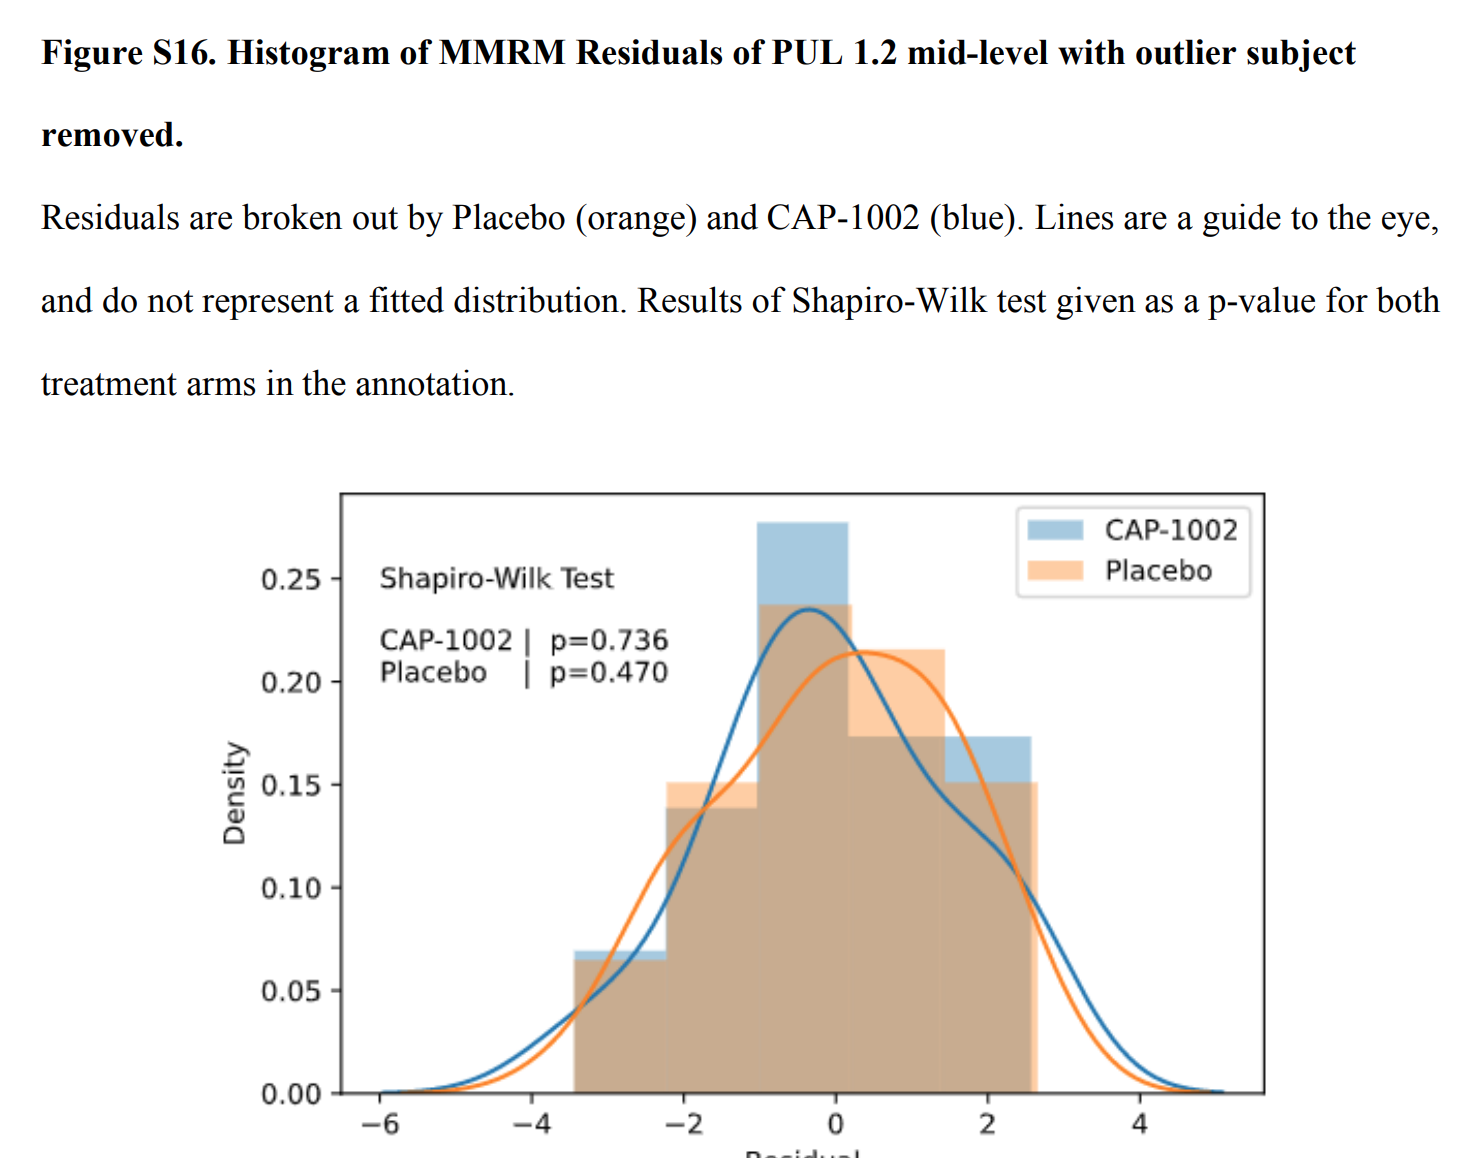 Figure S16. Histogram of MMRM Residuals of PUL 1.2 mid-level with outlier subject
removed.
Residuals are broken out by Placebo (orange) and CAP-1002 (blue). Lines are a guide to the eye,
and do not represent a fitted distribution. Results of Shapiro-Wilk test given as a p-value for both
treatment arms in the annotation.
CAP-1002
Placebo
Shapiro-Wilk Test
CAP-1002 | p=0.736
Placebo | p=0.470
Density
0.25
0.20
0.15
0.10
0.05
0.00
−6 −4 −2 0 2 4
Residual